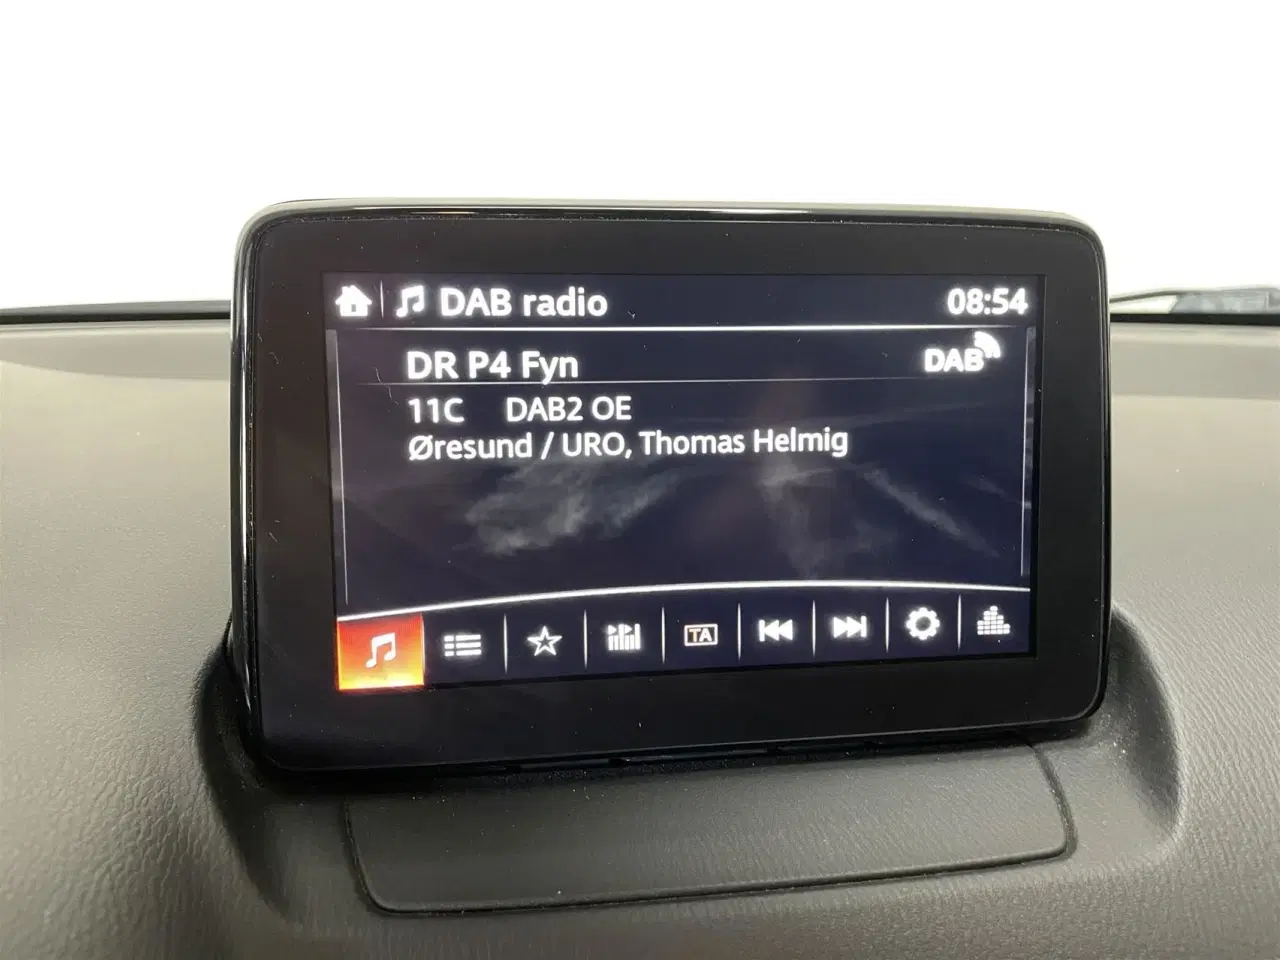 DAB radio 08:54
DR P4 Fyn DAB
11C DAB2 OE
Øresund / URO, Thomas Helmig
TA